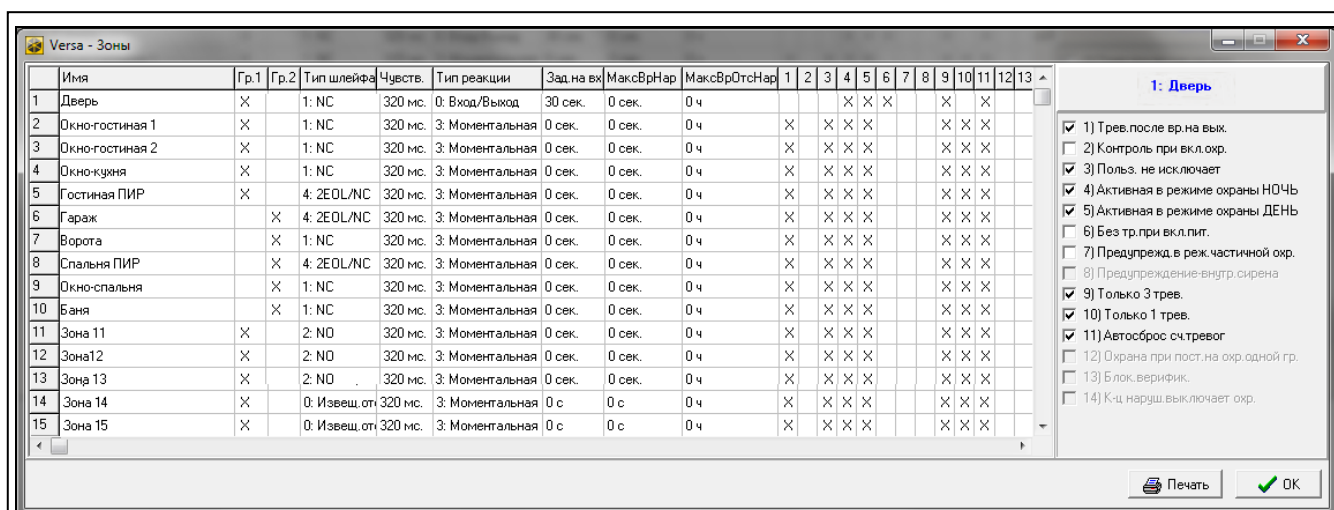 Versa - Зоны
Имя Гр.1 Гр.2 Тип шлейфа Чувств. Тип реакции Зад.на вх МаксВрНар МаксВрОтсНар 1 2 3 4 5 6 7 8 9 10 11 12 13
1 Дверь X 1: NC 320 мс. 0: Вход/Выход 30 сек. 0 сек. 0 ч X X X X X
2 Окно-гостиная 1 X 1: NC 320 мс. 3: Моментальная 0 сек. 0 сек. 0 ч X X X X X X X
3 Окно-гостиная 2 X 1: NC 320 мс. 3: Моментальная 0 сек. 0 сек. 0 ч X X X X X X X
4 Окно-кухня X 1: NC 320 мс. 3: Моментальная 0 сек. 0 сек. 0 ч X X X X X X X
5 Гостиная ПИР X 4: 2EOL/NC 320 мс. 3: Моментальная 0 сек. 0 сек. 0 ч X X X X X X X
6 Гараж X 4: 2EOL/NC 320 мс. 3: Моментальная 0 сек. 0 сек. 0 ч X X X X X X X
7 Ворота X 1: NC 320 мс. 3: Моментальная 0 сек. 0 сек. 0 ч X X X X X X X
8 Спальня ПИР X 4: 2EOL/NC 320 мс. 3: Моментальная 0 сек. 0 сек. 0 ч X X X X X X X
9 Окно-спальня X 1: NC 320 мс. 3: Моментальная 0 сек. 0 сек. 0 ч X X X X X X X
10 Баня X 1: NC 320 мс. 3: Моментальная 0 сек. 0 сек. 0 ч X X X X X X X
11 Зона 11 X 2: NO 320 мс. 3: Моментальная 0 сек. 0 сек. 0 ч X X X X X X X
12 Зона12 X 2: NO 320 мс. 3: Моментальная 0 сек. 0 сек. 0 ч X X X X X X X
13 Зона 13 X 2: NO 320 мс. 3: Моментальная 0 сек. 0 сек. 0 ч X X X X X X X
14 Зона 14 X 0: Извещ.от 320 мс. 3: Моментальная 0 с 0 с 0 ч X X X X X X X
15 Зона 15 X 0: Извещ.от 320 мс. 3: Моментальная 0 с 0 с 0 ч X X X X X X X
1: Дверь
1) Трев.после вр.на вых.
2) Контроль при вкл.охр.
3) Польз. не исключает
4) Активная в режиме охраны НОЧЬ
5) Активная в режиме охраны ДЕНЬ
6) Без тр.при вкл.пит.
7) Предупрежд.в реж.частичной охр.
8) Предупреждение-внутр.сирена
9) Только 3 трев.
10) Только 1 трев.
11) Автосброс сч.тревог
12) Охрана при пост.на охр.одной гр.
13) Блок.верифик.
14) К-ц наруш.выключает охр.
Печать OK